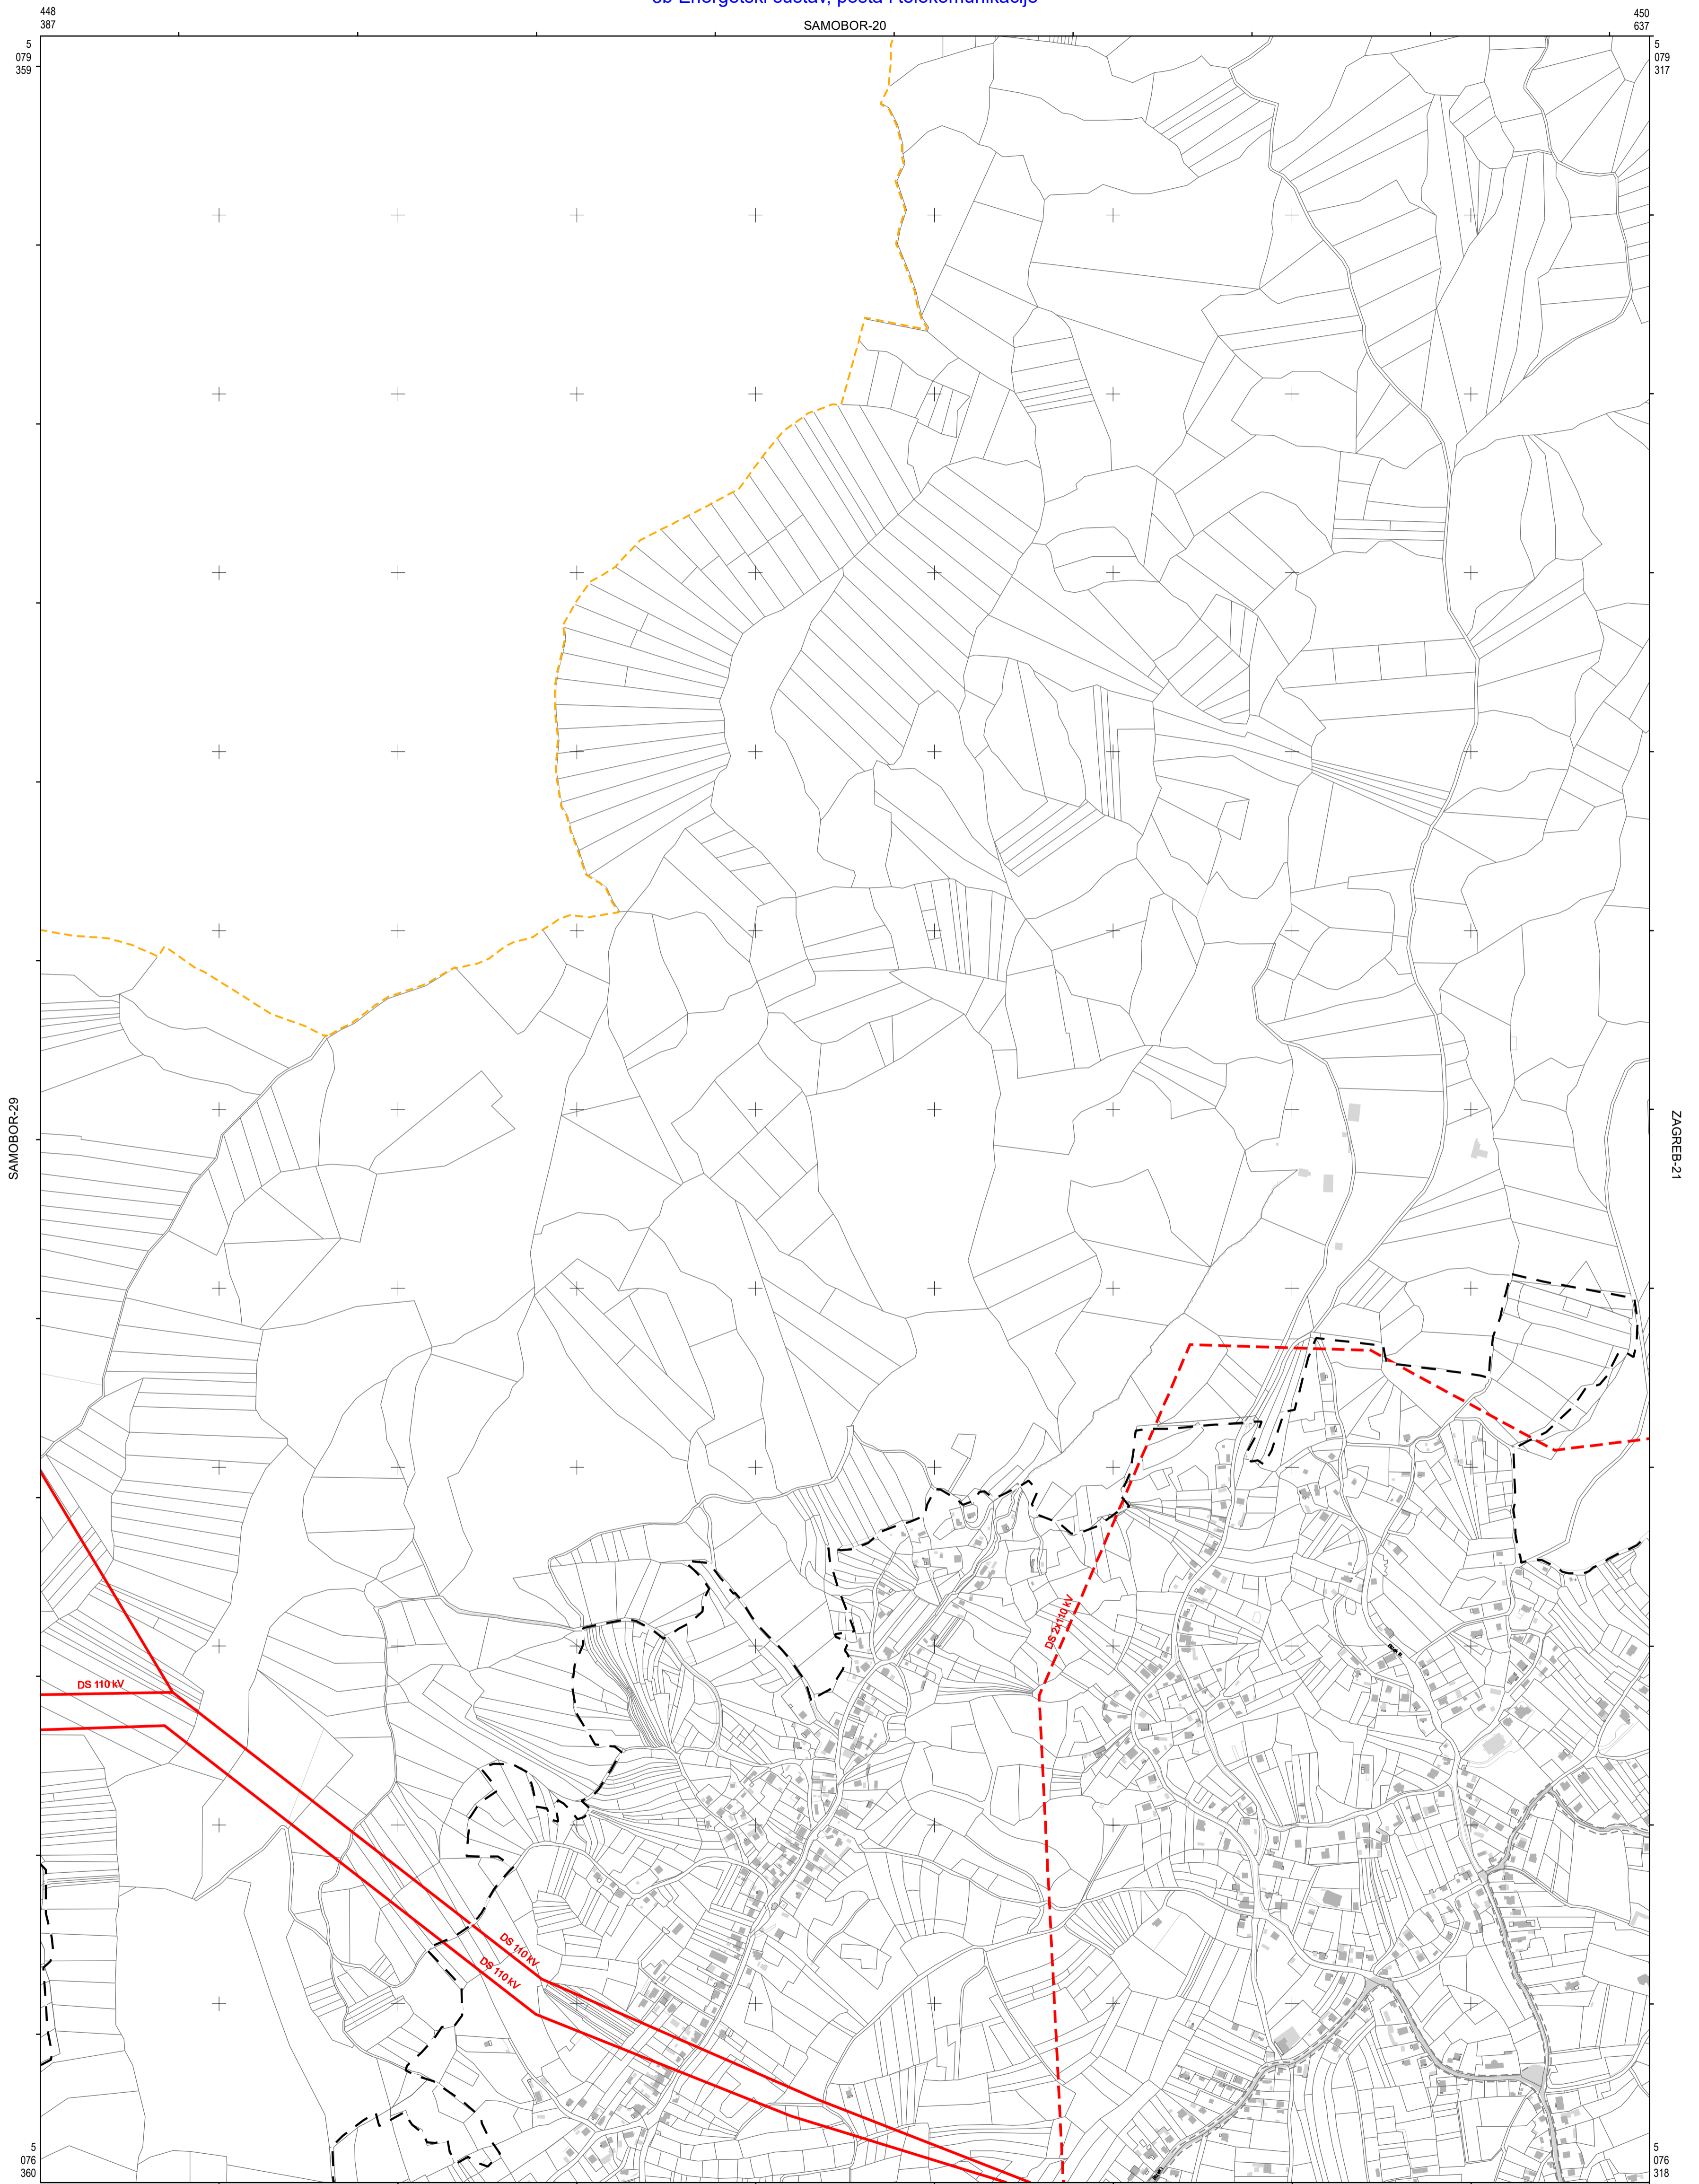 3b Energetski sustav, pošta i telekomunikacije
448
387
SAMOBOR-20
450
637
5
079
359
5
079
317
SAMOBOR-29
ZAGREB-21
DS 2x110 kV
DS 110 kV
DS 110 kV
DS 110 kV
5
076
360
5
076
318